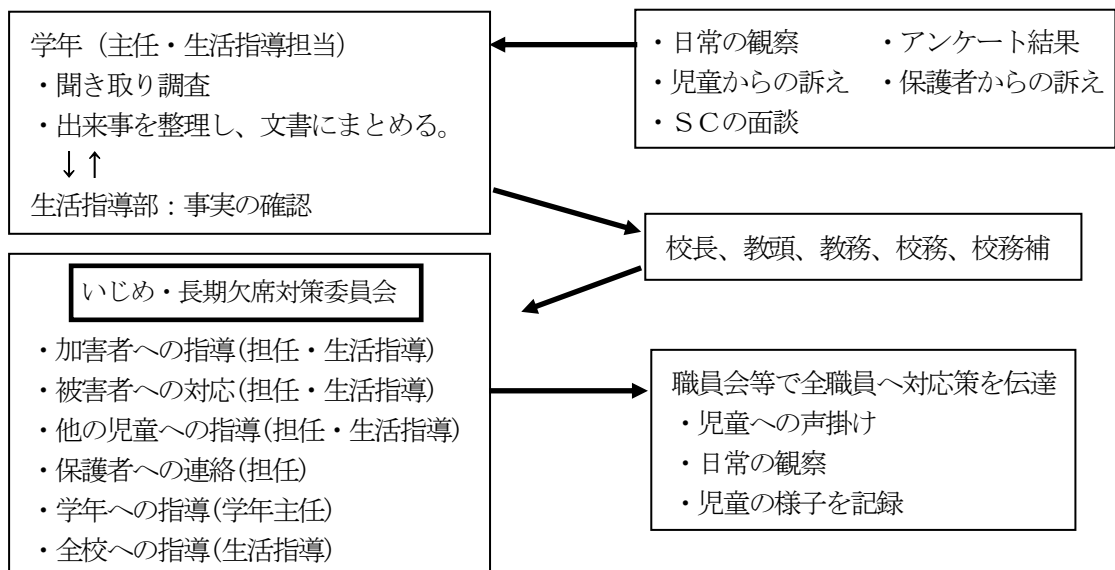 学年（主任・生活指導担当）
・聞き取り調査
・出来事を整理し、文書にまとめる。
↓↑
生活指導部：事実の確認
・日常の観察　・アンケート結果
・児童からの訴え　・保護者からの訴え
・ＳＣの面談
校長、教頭、教務、校務、校務補
いじめ・長期欠席対策委員会
・加害者への指導(担任・生活指導)
・被害者への対応(担任・生活指導)
・他の児童への指導(担任・生活指導)
・保護者への連絡(担任)
・学年への指導(学年主任)
・全校への指導(生活指導)
職員会等で全職員へ対応策を伝達
・児童への声掛け
・日常の観察
・児童の様子を記録